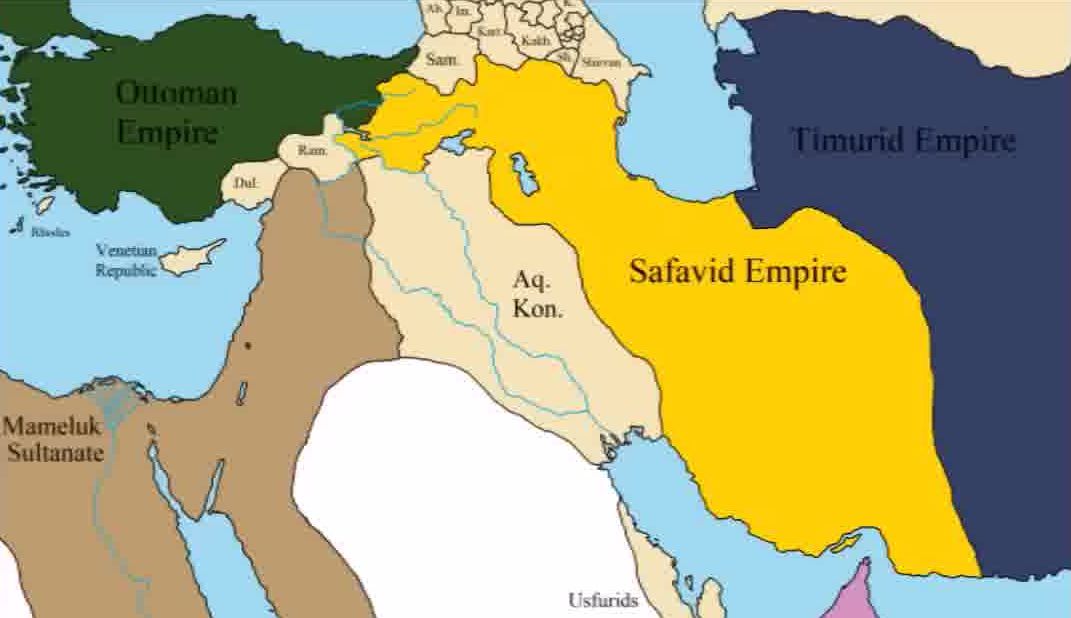 Ab.
Im.
K.
Kart.
Kakh.
Sam.
Sh.
Shirvan
Ottoman
Empire
Timurid Empire
Ram.
Dul.
Rhodes
Venetian
Republic
Safavid Empire
Aq.
Kon.
Mameluk
Sultanate
Usfurids